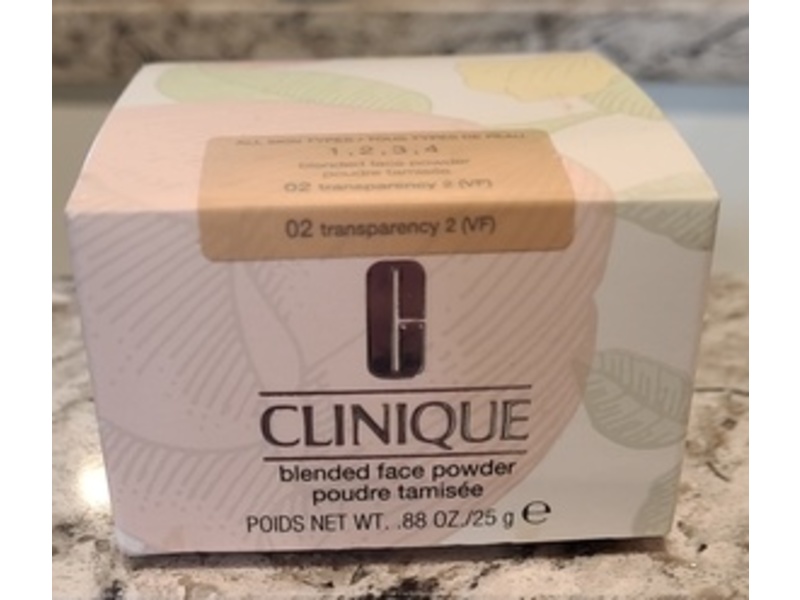 ALL SKIN TYPES / TOUS TYPES DE PEAU
1, 2, 3, 4
blended face powder
poudre tamisée
02 transparency 2 (VF)
02 transparency 2 (VF)
CLINIQUE
blended face powder
poudre tamisée
POIDS NET WT. .88 OZ./25 g ℮